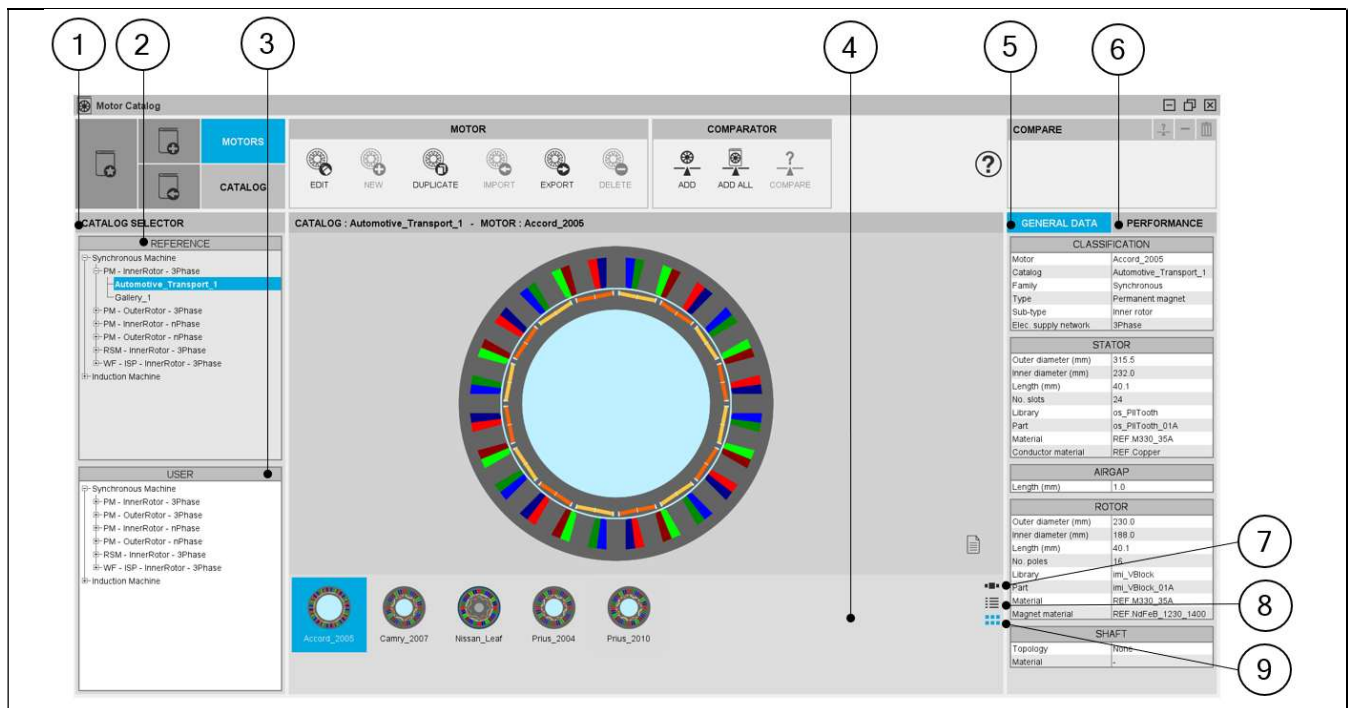 1
2
3
4
5
6
Motor Catalog
MOTORS
CATALOG
MOTOR
EDIT
NEW
DUPLICATE
IMPORT
EXPORT
DELETE
COMPARATOR
?
ADD
ADD ALL
COMPARE
?
COMPARE
?
CATALOG SELECTOR
REFERENCE
Synchronous Machine
PM - InnerRotor - 3Phase
Automotive_Transport_1
Gallery_1
PM - OuterRotor - 3Phase
PM - InnerRotor - nPhase
PM - OuterRotor - nPhase
RSM - InnerRotor - 3Phase
WF - ISP - InnerRotor - 3Phase
Induction Machine
USER
Synchronous Machine
PM - InnerRotor - 3Phase
PM - OuterRotor - 3Phase
PM - InnerRotor - nPhase
PM - OuterRotor - nPhase
RSM - InnerRotor - 3Phase
WF - ISP - InnerRotor - 3Phase
Induction Machine
CATALOG : Automotive_Transport_1 - MOTOR : Accord_2005
Accord_2005
Camry_2007
Nissan_Leaf
Prius_2004
Prius_2010
GENERAL DATA
PERFORMANCE
CLASSIFICATION
Motor Accord_2005
Catalog Automotive_Transport_1
Family Synchronous
Type Permanent magnet
Sub-type Inner rotor
Elec. supply network 3Phase
STATOR
Outer diameter (mm) 315.5
Inner diameter (mm) 232.0
Length (mm) 40.1
No. slots 24
Library os_PllTooth
Part os_PllTooth_01A
Material REF.M330_35A
Conductor material REF.Copper
AIRGAP
Length (mm) 1.0
ROTOR
Outer diameter (mm) 230.0
Inner diameter (mm) 188.0
Length (mm) 40.1
No. poles 16
Library imi_VBlock
Part imi_VBlock_01A
Material REF.M330_35A
Magnet material REF.NdFeB_1230_1400
SHAFT
Topology None
Material -
7
8
9